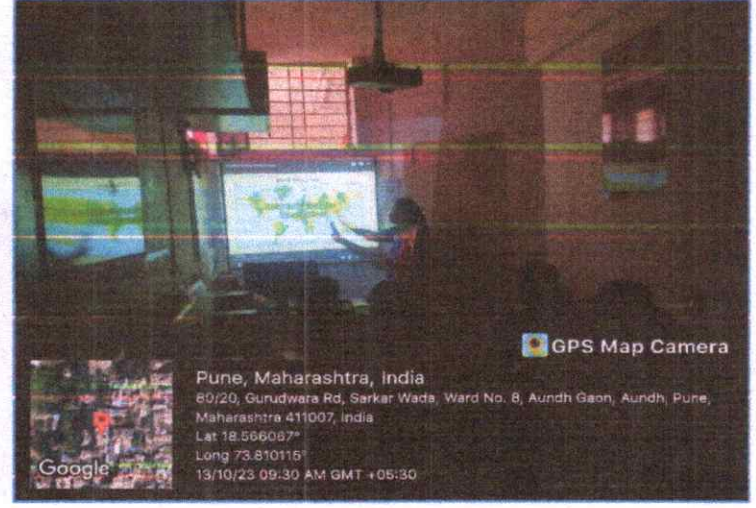 GPS Map Camera
Pune, Maharashtra, India
80/20, Gurudwara Rd, Sarkar Wada, Ward No. 8, Aundh Gaon, Aundh, Pune,
Maharashtra 411007, India
Lat 18.566067°
Long 73.810115°
13/10/23 09:30 AM GMT +05:30
Google